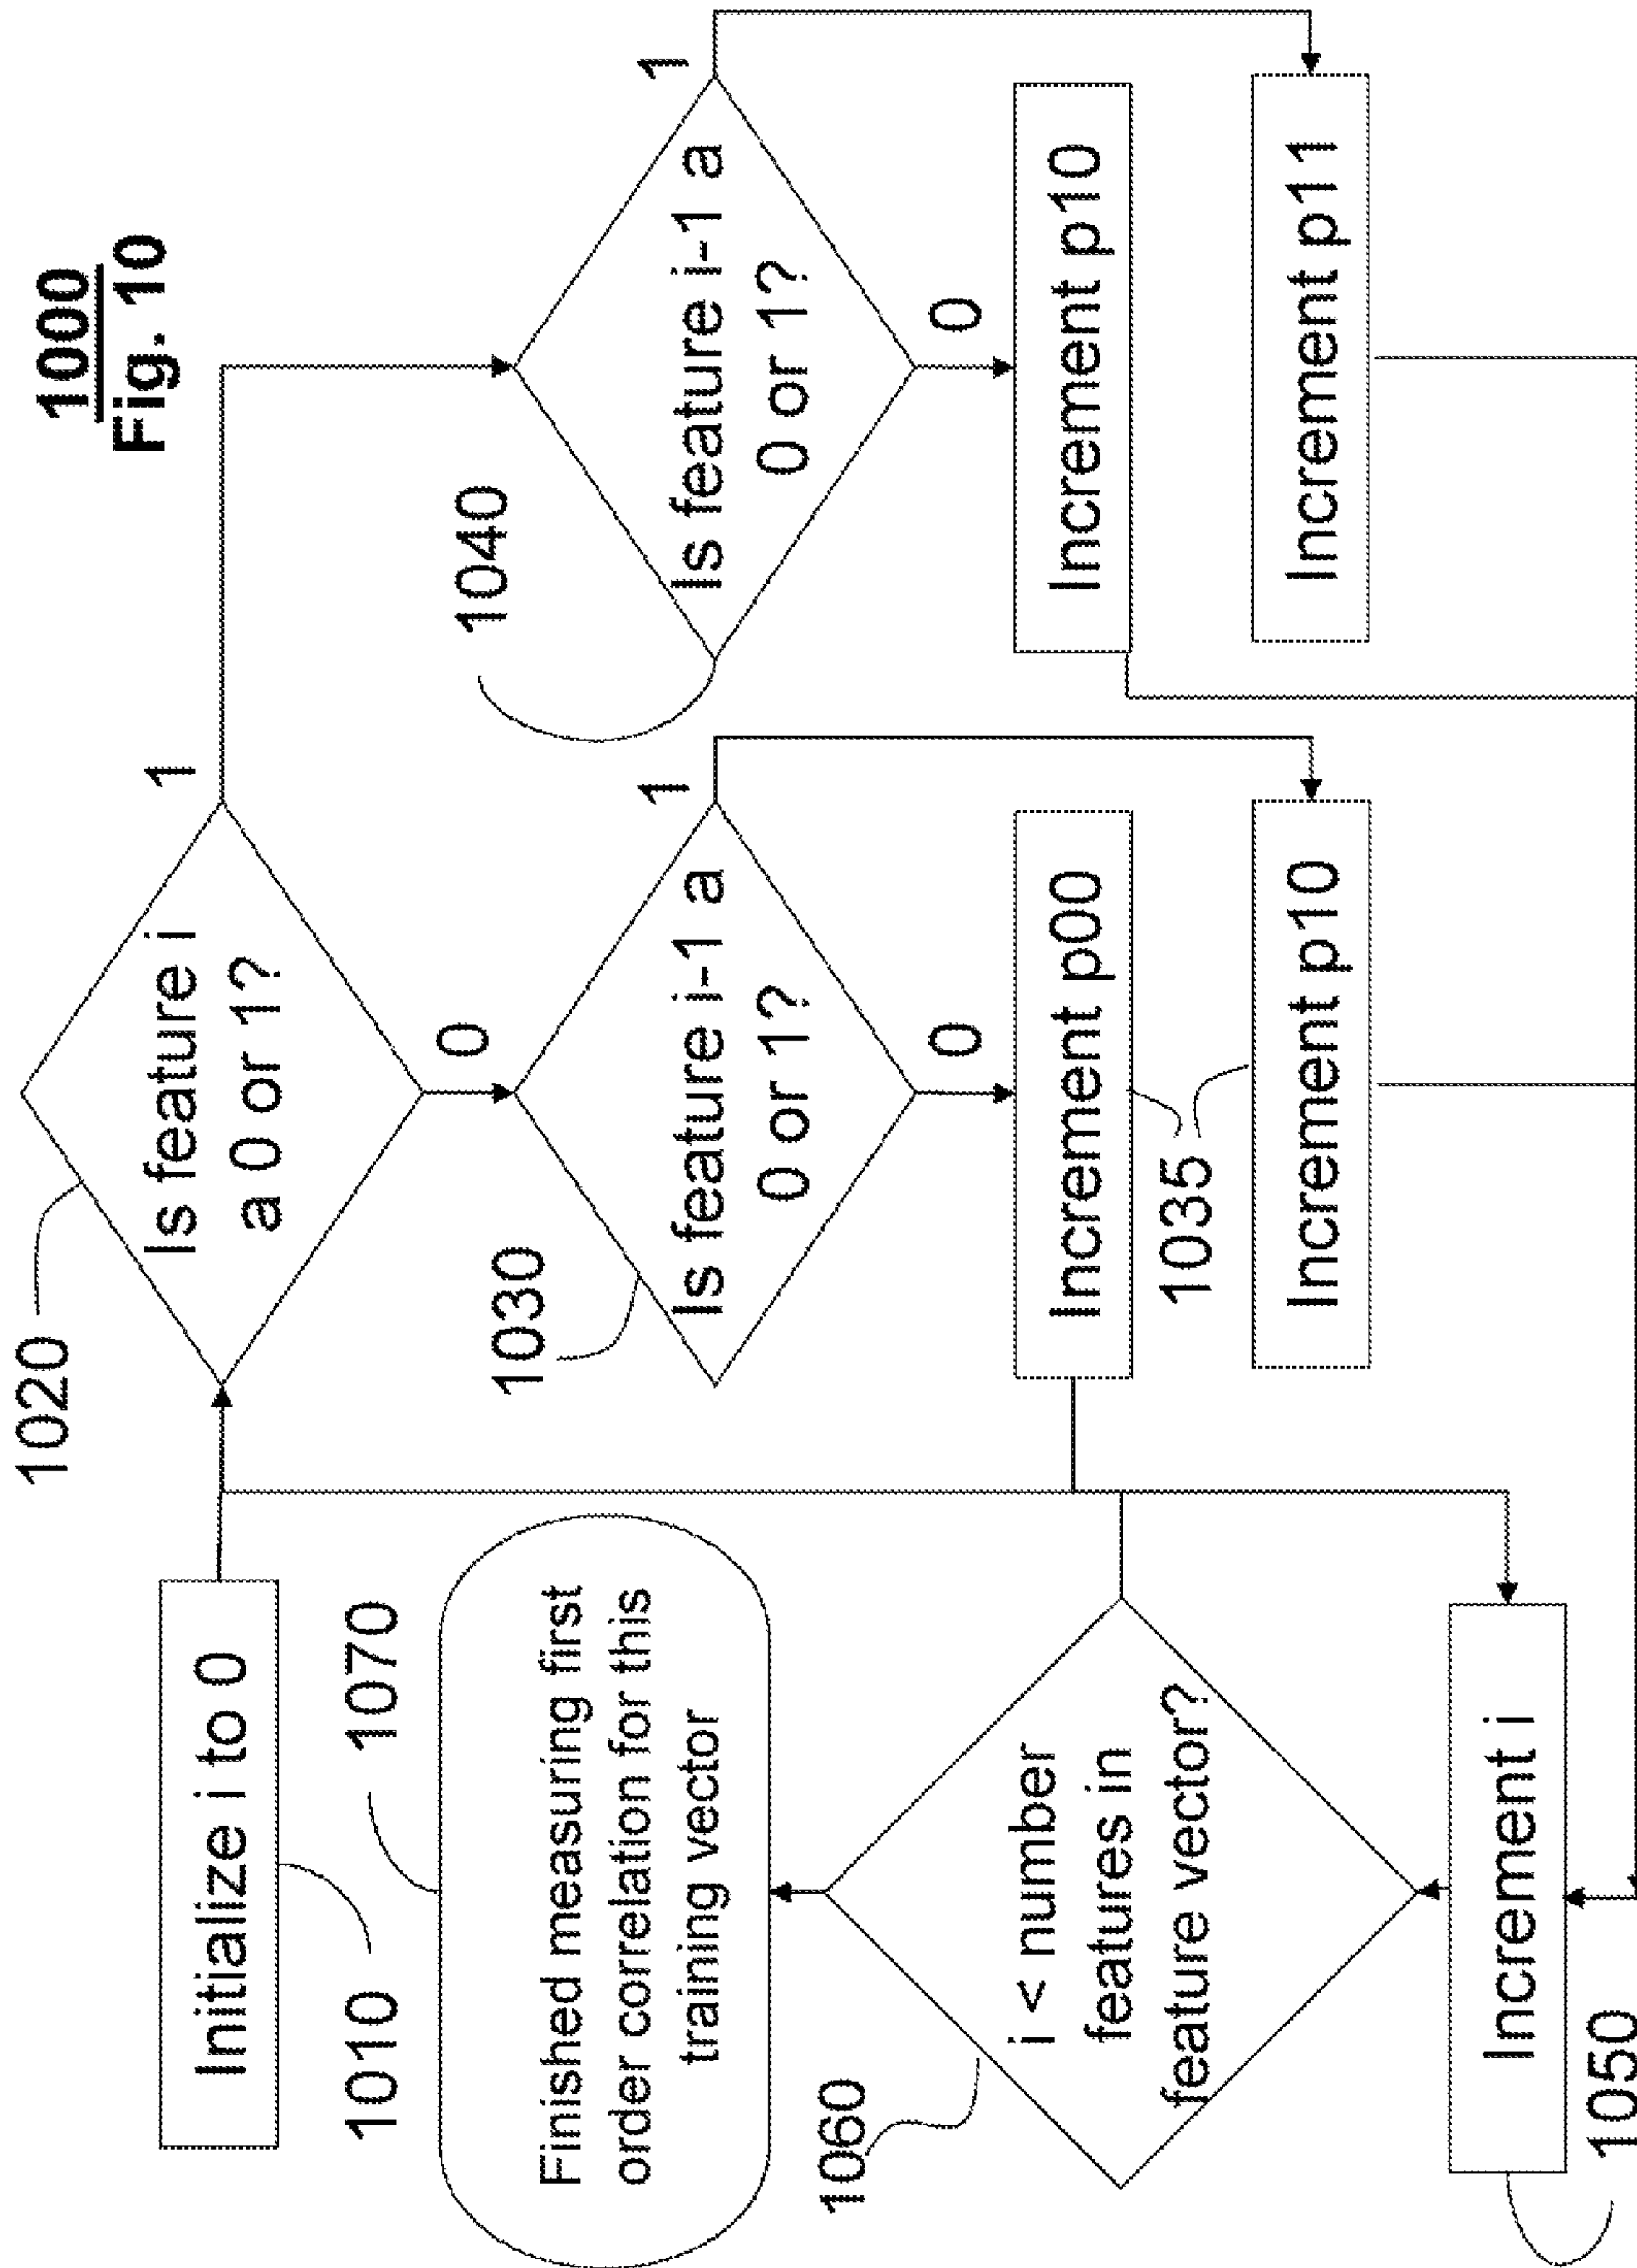 1000
Fig. 10
Initialize i to 0
1010
1020
Is feature i
a 0 or 1?
1
0
1030
Is feature i-1 a
0 or 1?
1
0
1040
Is feature i-1 a
0 or 1?
1
0
Increment p00
1035
Increment p10
Increment p10
Increment p11
1070
Finished measuring first
order correlation for this
training vector
1060
i < number
features in
feature vector?
Increment i
1050